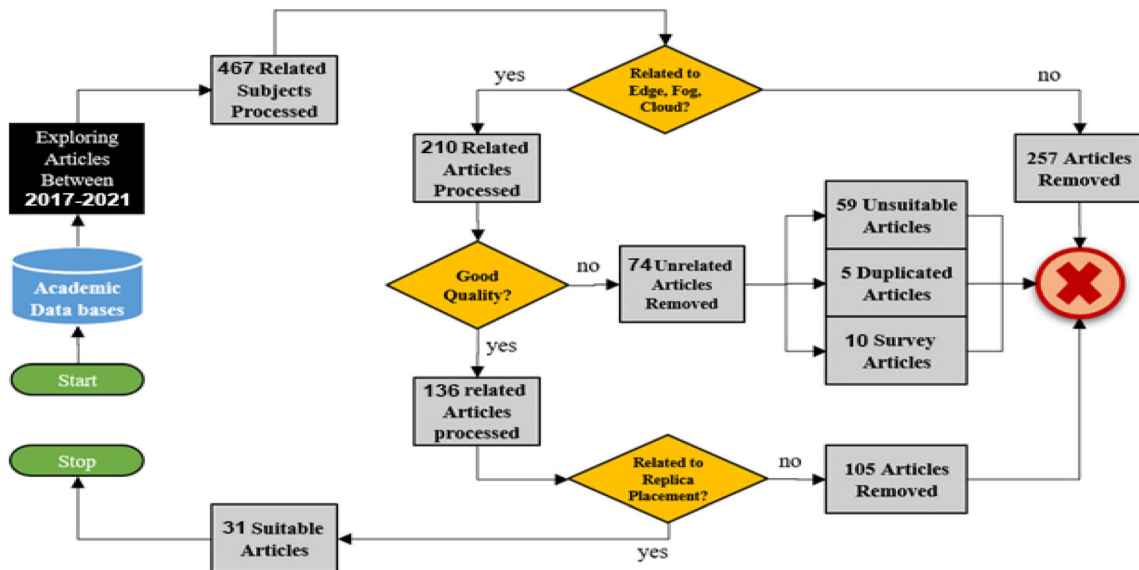 467 Related
Subjects
Processed
Related to
Edge, Fog,
Cloud?
yes
no
Exploring
Articles
Between
2017-2021
210 Related
Articles
Processed
257 Articles
Removed
59 Unsuitable
Articles
Academic
Data bases
Good
Quality?
no
74 Unrelated
Articles
Removed
5 Duplicated
Articles
10 Survey
Articles
yes
Start
136 related
Articles
processed
Stop
Related to
Replica
Placement?
no
105 Articles
Removed
31 Suitable
Articles
yes